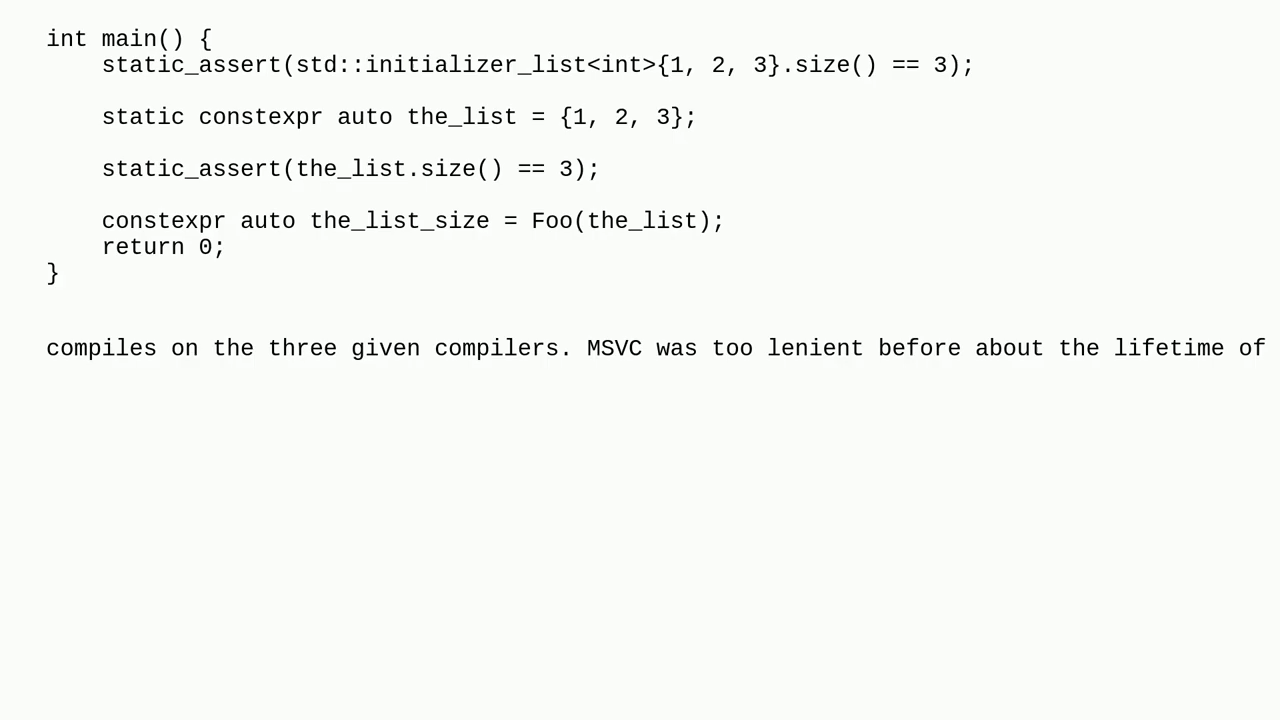 int main() {
    static_assert(std::initializer_list<int>{1, 2, 3}.size() == 3);
    static constexpr auto the_list = {1, 2, 3};
    static_assert(the_list.size() == 3);
    constexpr auto the_list_size = Foo(the_list);
    return 0;
}
compiles on the three given compilers. MSVC was too lenient before about the lifetime of